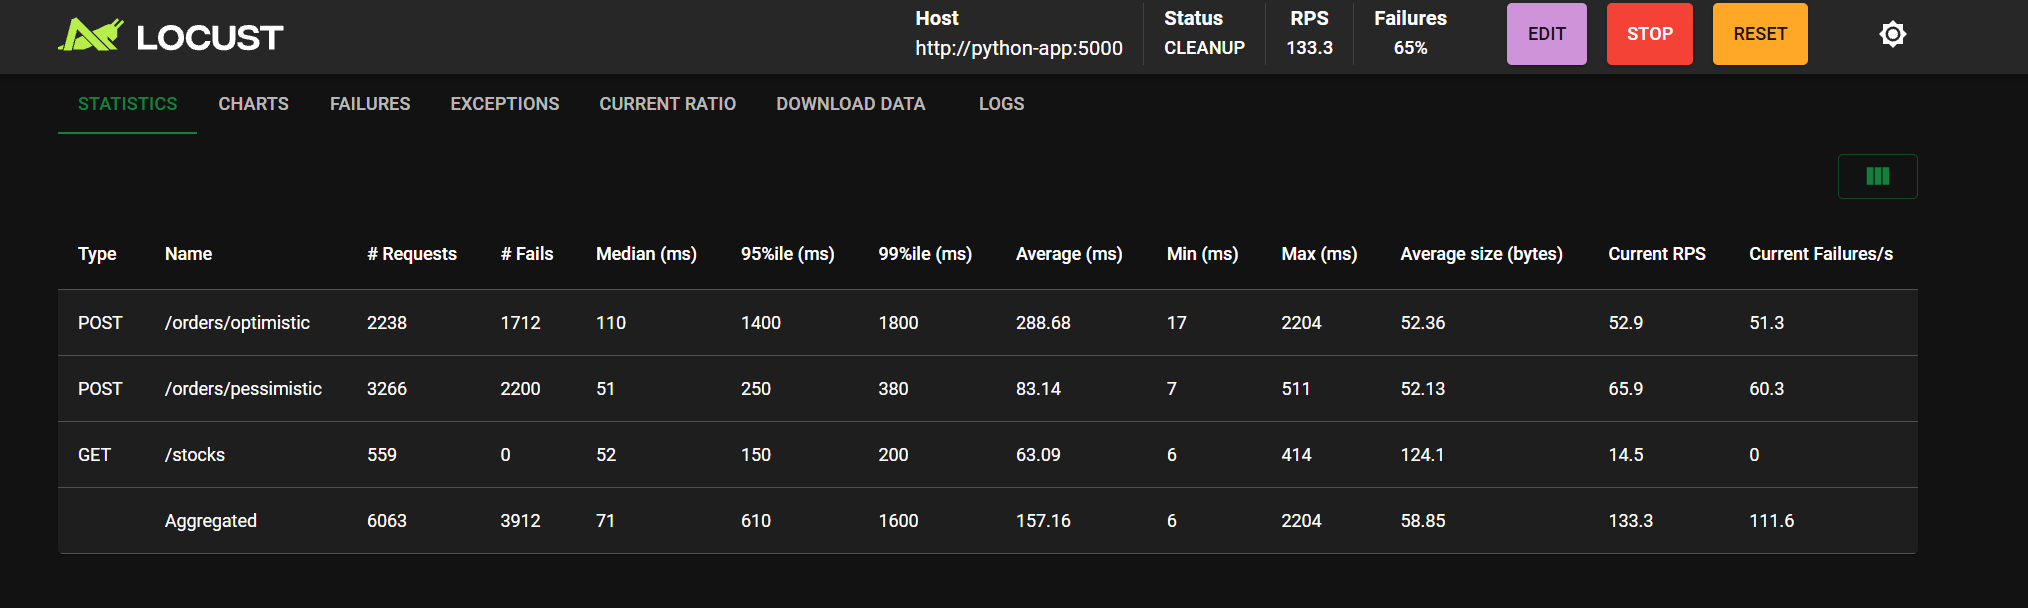 LOCUST
Host
http://python-app:5000
Status
CLEANUP
RPS
133.3
Failures
65%
EDIT
STOP
RESET
STATISTICS CHARTS FAILURES EXCEPTIONS CURRENT RATIO DOWNLOAD DATA LOGS
Type Name # Requests # Fails Median (ms) 95%ile (ms) 99%ile (ms) Average (ms) Min (ms) Max (ms) Average size (bytes) Current RPS Current Failures/s
POST /orders/optimistic 2238 1712 110 1400 1800 288.68 17 2204 52.36 52.9 51.3
POST /orders/pessimistic 3266 2200 51 250 380 83.14 7 511 52.13 65.9 60.3
GET /stocks 559 0 52 150 200 63.09 6 414 124.1 14.5 0
Aggregated 6063 3912 71 610 1600 157.16 6 2204 58.85 133.3 111.6